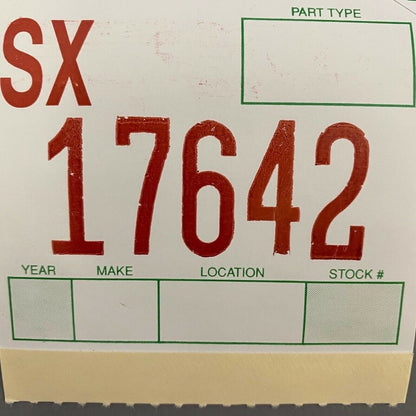 PART TYPE
SX
17642
YEAR MAKE LOCATION STOCK #